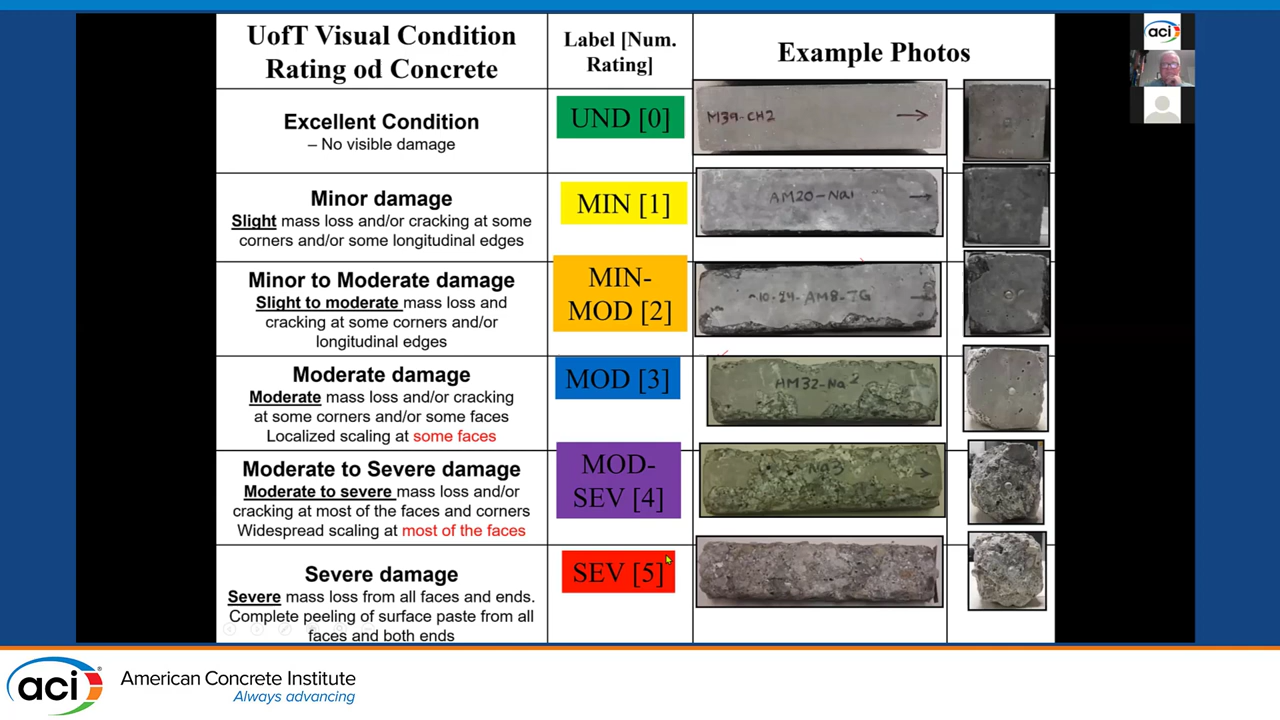 UofT Visual Condition
Rating od Concrete
Label [Num.
Rating]
Example Photos
Excellent Condition
– No visible damage
UND [0]
M39-CH2
Minor damage
Slight mass loss and/or cracking at some
corners and/or some longitudinal edges
MIN [1]
AM20-Na1
Minor to Moderate damage
Slight to moderate mass loss and
cracking at some corners and/or
longitudinal edges
MIN-
MOD [2]
10-24-AM8-JG
Moderate damage
Moderate mass loss and/or cracking
at some corners and/or some faces
Localized scaling at some faces
MOD [3]
AM32-Na2
Moderate to Severe damage
Moderate to severe mass loss and/or
cracking at most of the faces and corners
Widespread scaling at most of the faces
MOD-
SEV [4]
Na3
Severe damage
Severe mass loss from all faces and ends.
Complete peeling of surface paste from all
faces and both ends
SEV [5]
aci
aci
American Concrete Institute
Always advancing